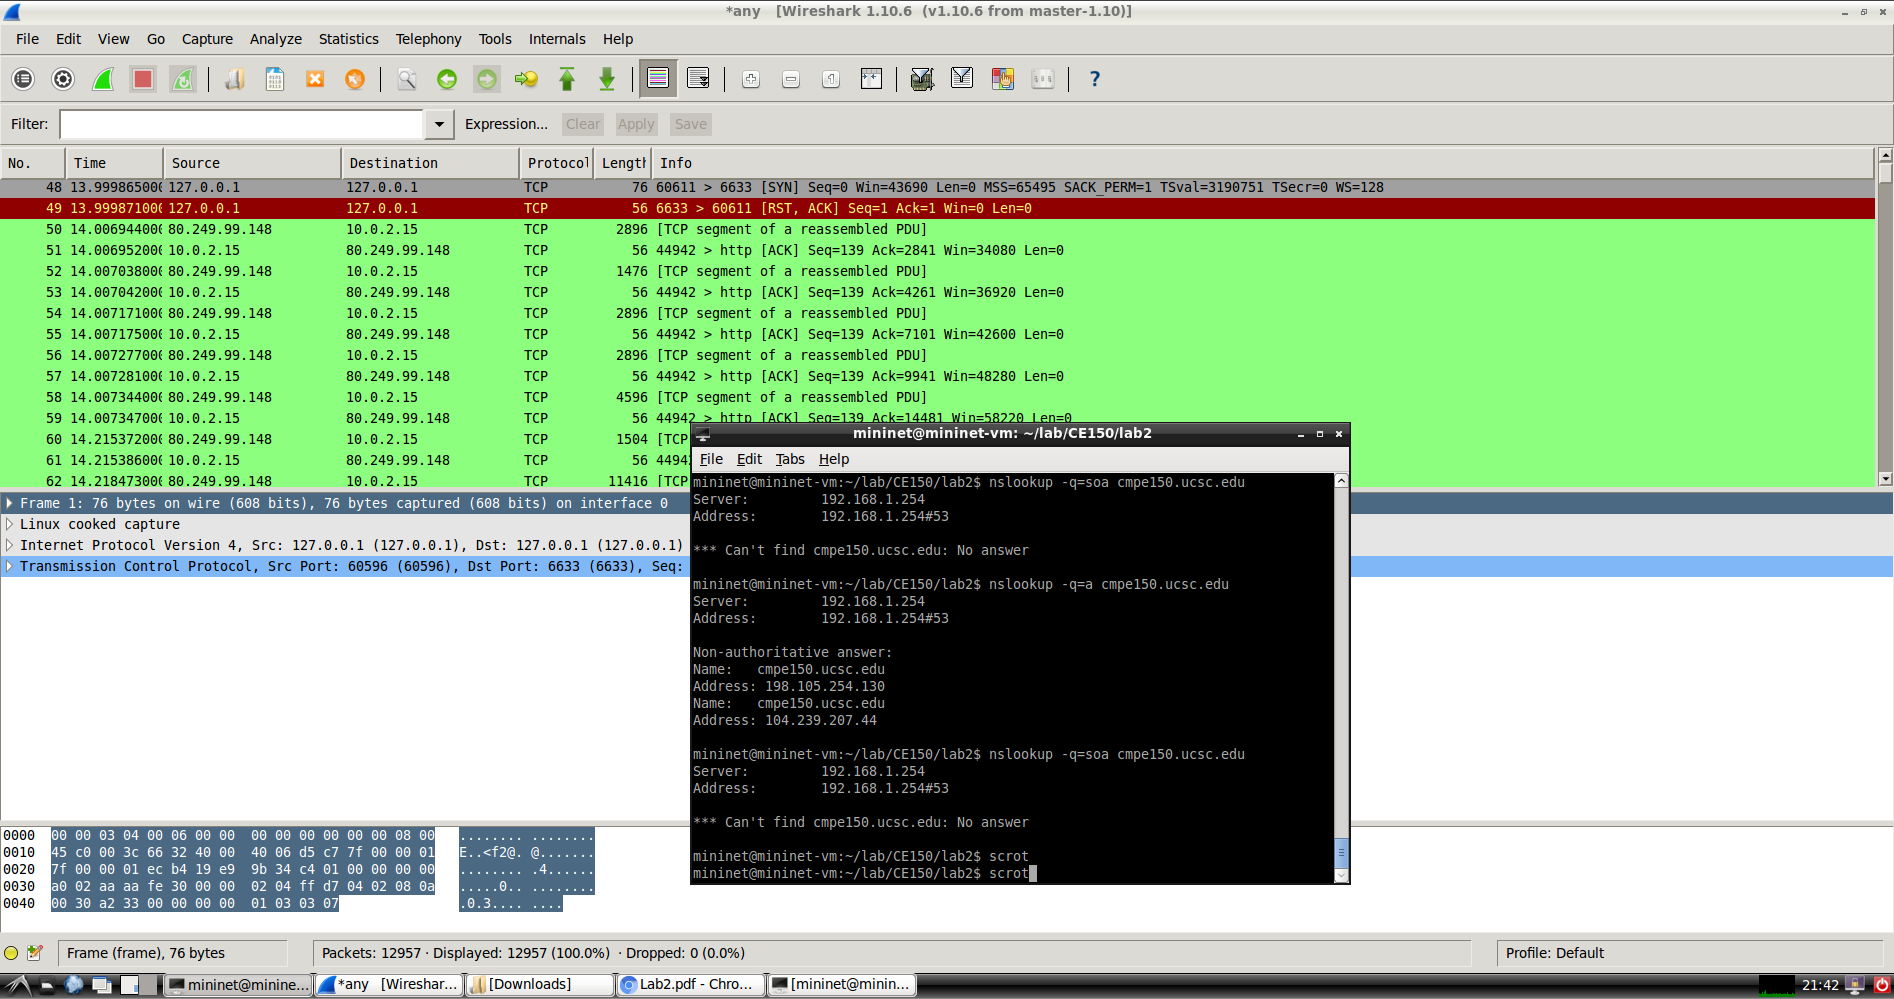 *any   [Wireshark 1.10.6  (v1.10.6 from master-1.10)]
File Edit View Go Capture Analyze Statistics Telephony Tools Internals Help
Filter: Expression... Clear Apply Save
No. Time Source Destination Protocol Length Info
48 13.999865000 127.0.0.1 127.0.0.1 TCP 76 60611 > 6633 [SYN] Seq=0 Win=43690 Len=0 MSS=65495 SACK_PERM=1 TSval=3190751 TSecr=0 WS=128
49 13.999871000 127.0.0.1 127.0.0.1 TCP 56 6633 > 60611 [RST, ACK] Seq=1 Ack=1 Win=0 Len=0
50 14.006944000 80.249.99.148 10.0.2.15 TCP 2896 [TCP segment of a reassembled PDU]
51 14.006952000 10.0.2.15 80.249.99.148 TCP 56 44942 > http [ACK] Seq=139 Ack=2841 Win=34080 Len=0
52 14.007038000 80.249.99.148 10.0.2.15 TCP 1476 [TCP segment of a reassembled PDU]
53 14.007042000 10.0.2.15 80.249.99.148 TCP 56 44942 > http [ACK] Seq=139 Ack=4261 Win=36920 Len=0
54 14.007171000 80.249.99.148 10.0.2.15 TCP 2896 [TCP segment of a reassembled PDU]
55 14.007175000 10.0.2.15 80.249.99.148 TCP 56 44942 > http [ACK] Seq=139 Ack=7101 Win=42600 Len=0
56 14.007277000 80.249.99.148 10.0.2.15 TCP 2896 [TCP segment of a reassembled PDU]
57 14.007281000 10.0.2.15 80.249.99.148 TCP 56 44942 > http [ACK] Seq=139 Ack=9941 Win=48280 Len=0
58 14.007344000 80.249.99.148 10.0.2.15 TCP 4596 [TCP segment of a reassembled PDU]
59 14.007347000 10.0.2.15 80.249.99.148 TCP 56 44942 > http [ACK] Seq=139 Ack=14481 Win=58220 Len=0
60 14.215372000 80.249.99.148 10.0.2.15 TCP 1504 [TCP
61 14.215386000 10.0.2.15 80.249.99.148 TCP 56 4494
62 14.218473000 80.249.99.148 10.0.2.15 TCP 11416 [TCP
Frame 1: 76 bytes on wire (608 bits), 76 bytes captured (608 bits) on interface 0
Linux cooked capture
Internet Protocol Version 4, Src: 127.0.0.1 (127.0.0.1), Dst: 127.0.0.1 (127.0.0.1)
Transmission Control Protocol, Src Port: 60596 (60596), Dst Port: 6633 (6633), Seq:
mininet@mininet-vm: ~/lab/CE150/lab2
File Edit Tabs Help
mininet@mininet-vm:~/lab/CE150/lab2$ nslookup -q=soa cmpe150.ucsc.edu
Server:         192.168.1.254
Address:        192.168.1.254#53
*** Can't find cmpe150.ucsc.edu: No answer
mininet@mininet-vm:~/lab/CE150/lab2$ nslookup -q=a cmpe150.ucsc.edu
Server:         192.168.1.254
Address:        192.168.1.254#53
Non-authoritative answer:
Name:   cmpe150.ucsc.edu
Address: 198.105.254.130
Name:   cmpe150.ucsc.edu
Address: 104.239.207.44
mininet@mininet-vm:~/lab/CE150/lab2$ nslookup -q=soa cmpe150.ucsc.edu
Server:         192.168.1.254
Address:        192.168.1.254#53
*** Can't find cmpe150.ucsc.edu: No answer
mininet@mininet-vm:~/lab/CE150/lab2$ scrot
mininet@mininet-vm:~/lab/CE150/lab2$ scrot
0000 00 00 03 04 00 06 00 00  00 00 00 00 00 00 08 00 ........ ........
0010 45 c0 00 3c 66 32 40 00  40 06 d5 c7 7f 00 00 01 E..<f2@. @.......
0020 7f 00 00 01 ec b4 19 e9  9b 34 c4 01 00 00 00 00 ........ .4......
0030 a0 02 aa aa fe 30 00 00  02 04 ff d7 04 02 08 0a .....0.. ........
0040 00 30 a2 33 00 00 00 00  01 03 03 07 .0.3.... ....
Frame (frame), 76 bytes Packets: 12957 · Displayed: 12957 (100.0%)  · Dropped: 0 (0.0%) Profile: Default
mininet@minine... *any   [Wireshar... [Downloads] Lab2.pdf - Chro... [mininet@minin... 21:42